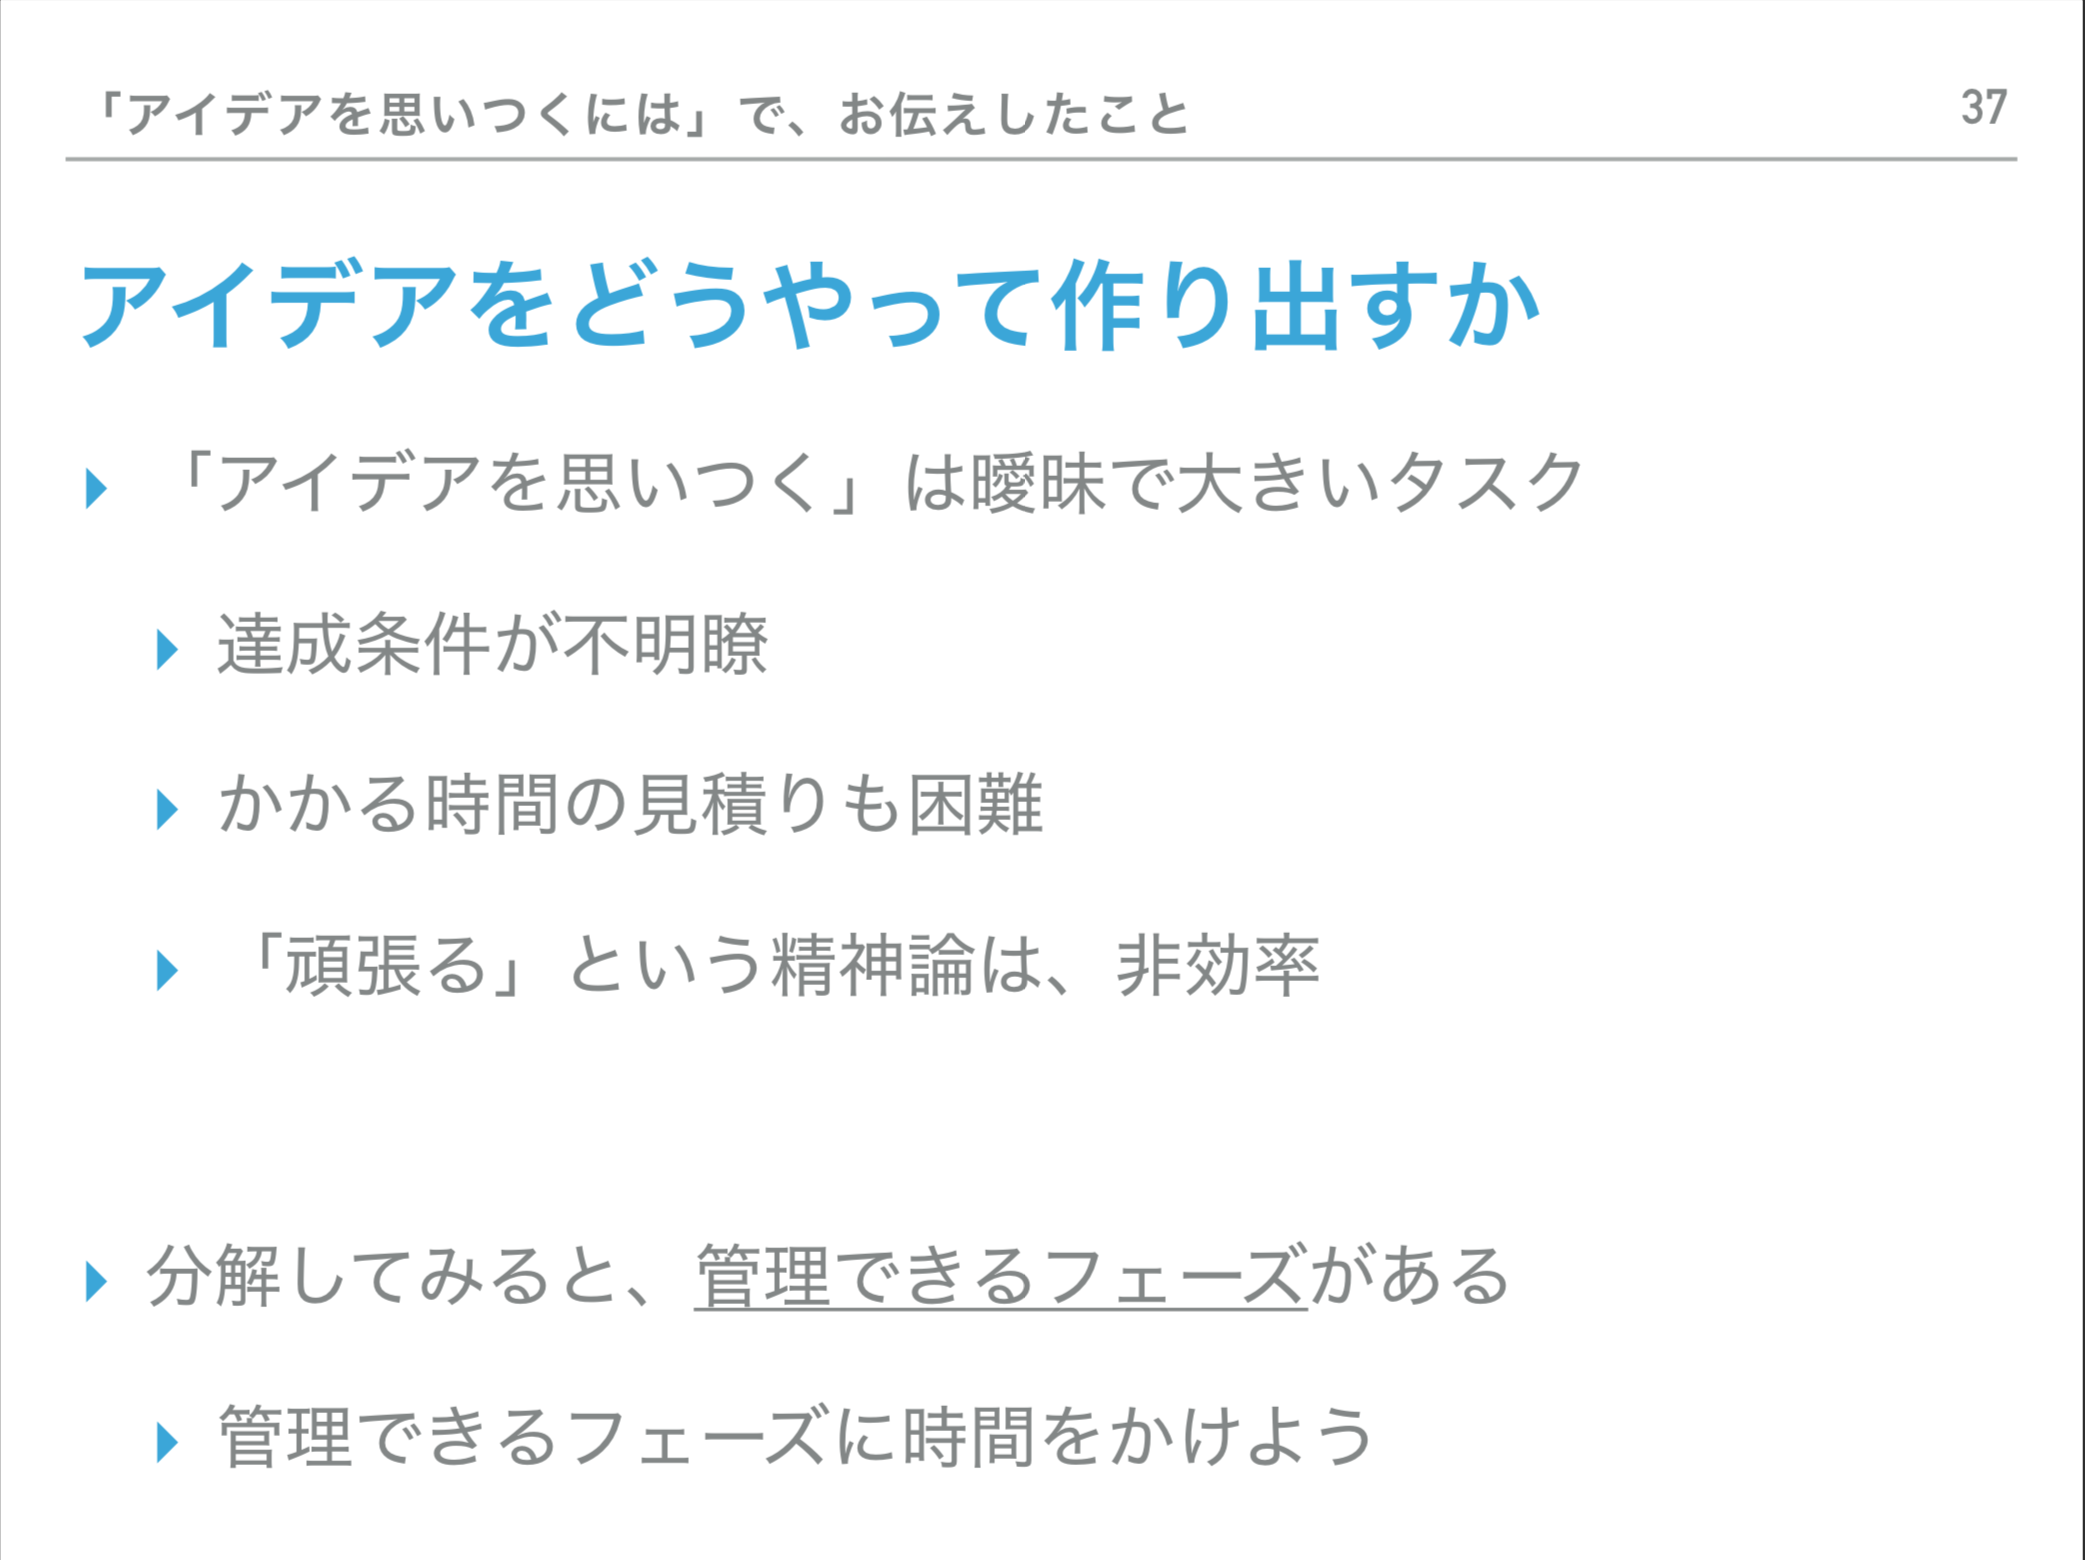 「アイデアを思いつくには」で、お伝えしたこと
37
アイデアをどうやって作り出すか
「アイデアを思いつく」は曖昧で大きいタスク
達成条件が不明瞭
かかる時間の見積りも困難
「頑張る」という精神論は、非効率
分解してみると、管理できるフェーズがある
管理できるフェーズに時間をかけよう